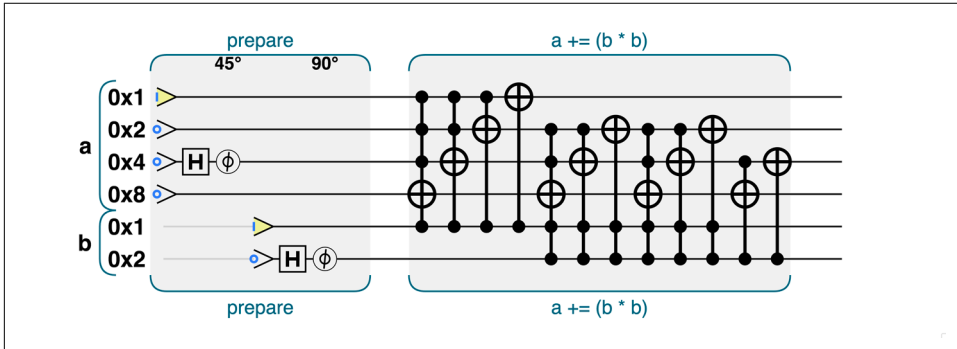 prepare
a += (b * b)
45° 90°
a
0x1
0x2
0x4 H ϕ
0x8
b
0x1
0x2 H ϕ
prepare
a += (b * b)